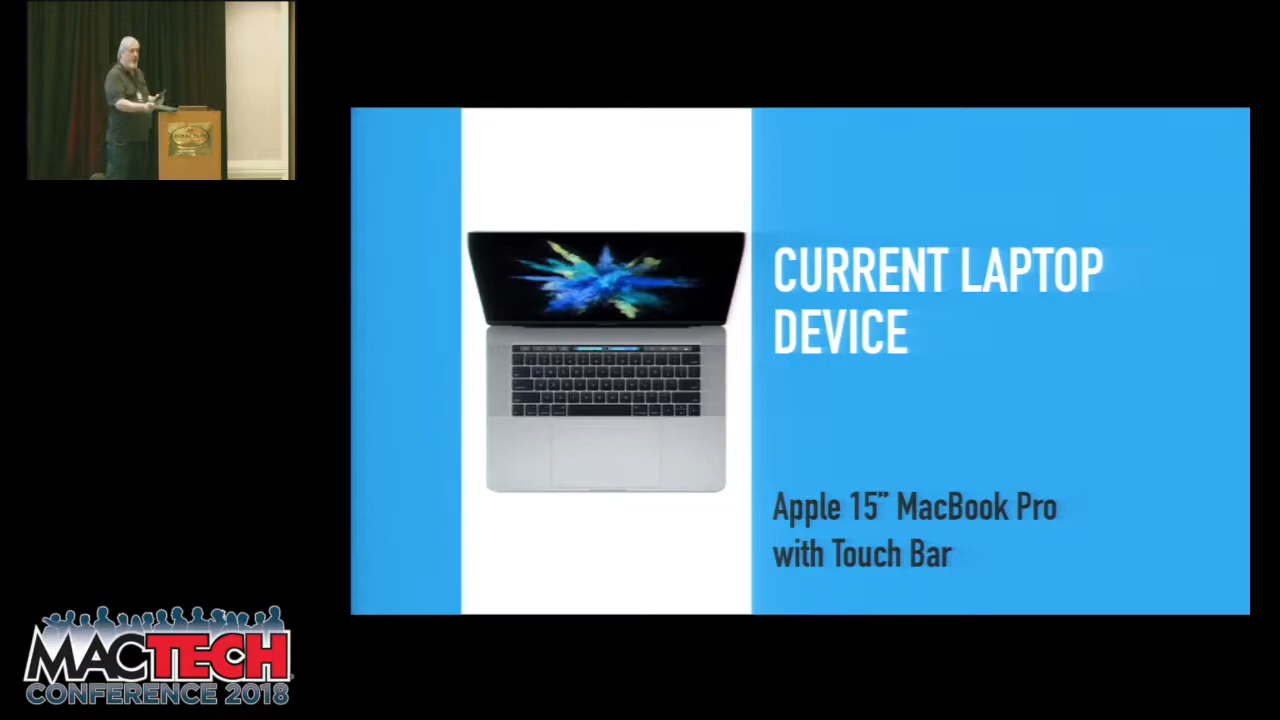 CURRENT LAPTOP
DEVICE
Apple 15” MacBook Pro
with Touch Bar
MACTECH
CONFERENCE 2018